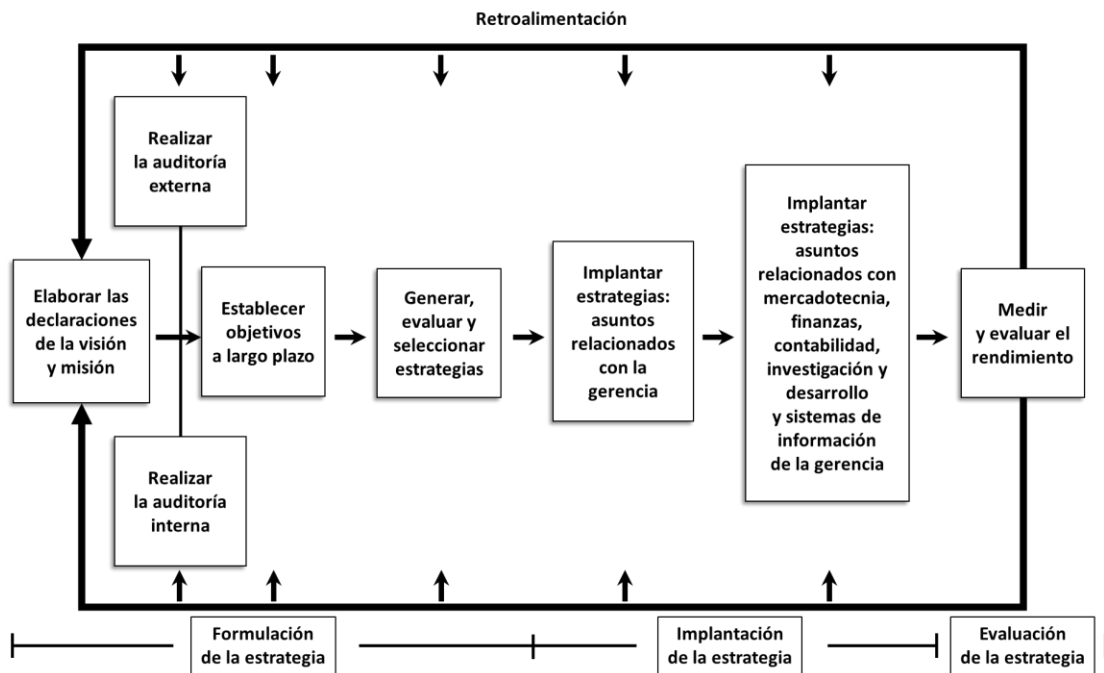 Retroalimentación
Realizar
la auditoría
externa
Elaborar las
declaraciones
de la visión
y misión
Establecer
objetivos
a largo plazo
Generar,
evaluar y
seleccionar
estrategias
Implantar
estrategias:
asuntos
relacionados
con la
gerencia
Implantar
estrategias:
asuntos
relacionados con
mercadotecnia,
finanzas,
contabilidad,
investigación y
desarrollo
y sistemas de
información
de la gerencia
Medir
y evaluar el
rendimiento
Realizar
la auditoría
interna
Formulación
de la estrategia
Implantación
de la estrategia
Evaluación
de la estrategia